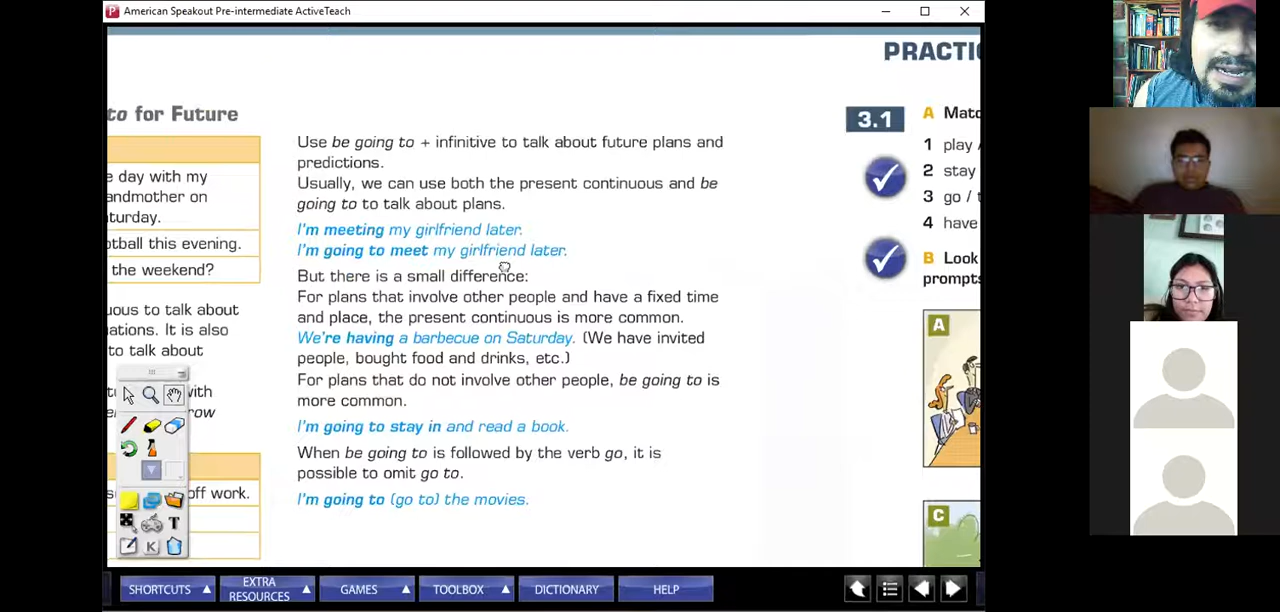 American Speakout Pre-intermediate ActiveTeach
PRACTIC
to for Future
e day with my
andmother on
turday.
otball this evening.
the weekend?
uous to talk about
nations. It is also
to talk about
with
row
off work.
Use be going to + infinitive to talk about future plans and
predictions.
Usually, we can use both the present continuous and be
going to to talk about plans.
I'm meeting my girlfriend later.
I'm going to meet my girlfriend later.
But there is a small difference:
For plans that involve other people and have a fixed time
and place, the present continuous is more common.
We're having a barbecue on Saturday. (We have invited
people, bought food and drinks, etc.)
For plans that do not involve other people, be going to is
more common.
I'm going to stay in and read a book.
When be going to is followed by the verb go, it is
possible to omit go to.
I'm going to (go to) the movies.
3.1
A Matc
1 play
2 stay
3 go / t
4 have
B Look
prompts
A
C
T
K
SHORTCUTS
EXTRA
RESOURCES
GAMES
TOOLBOX
DICTIONARY
HELP